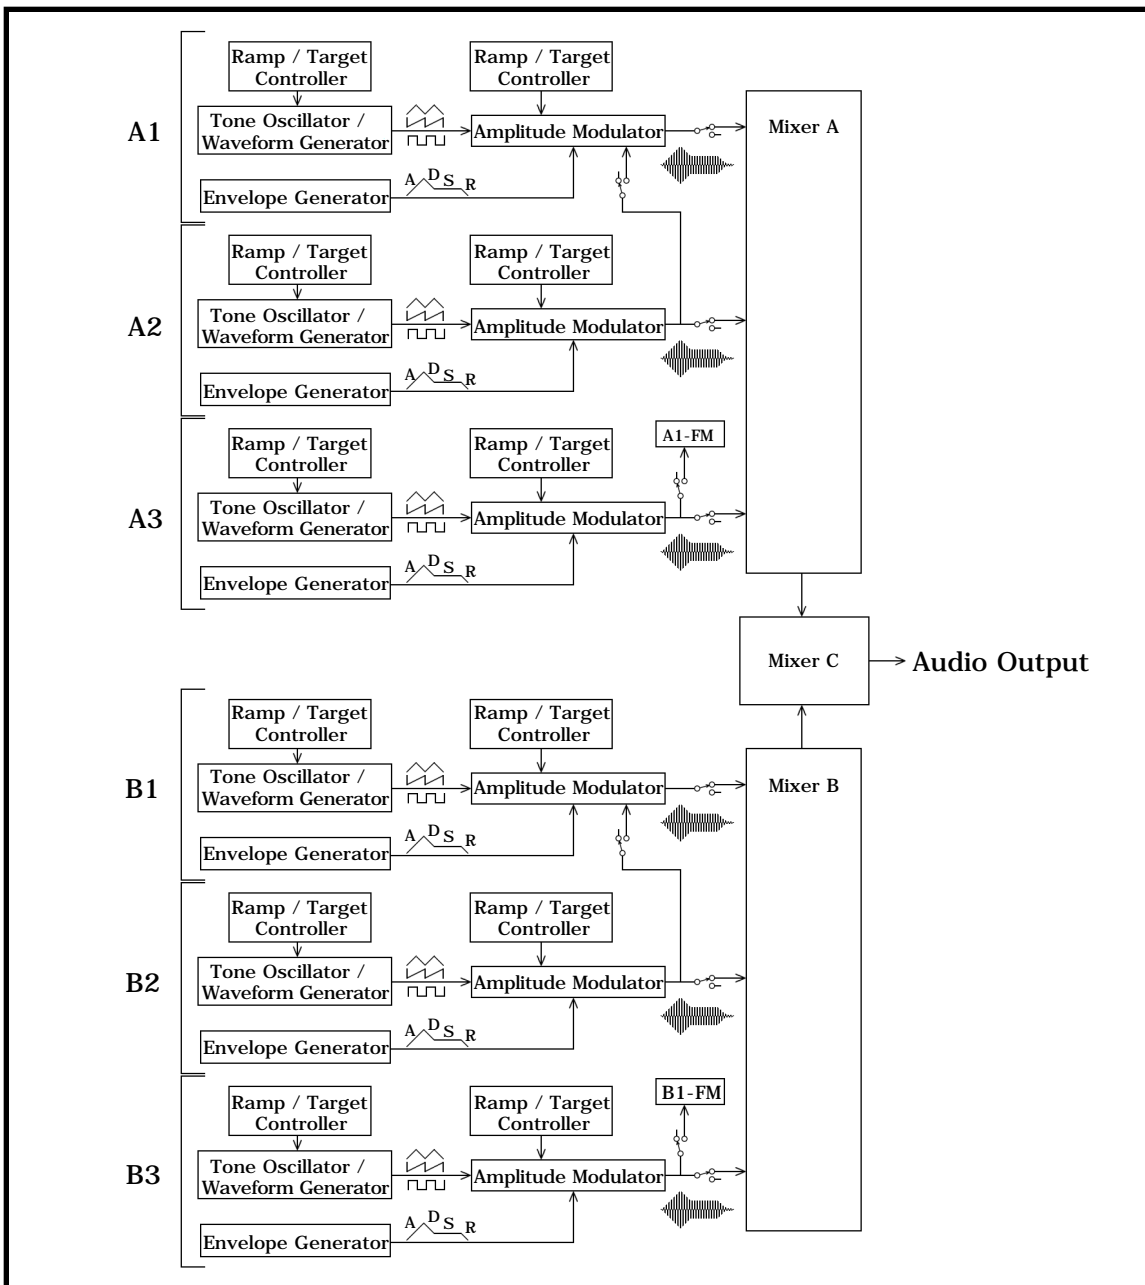 Ramp / Target
Controller
Ramp / Target
Controller
A1
Tone Oscillator /
Waveform Generator
Amplitude Modulator
Mixer A
Envelope Generator
A D S R
Ramp / Target
Controller
Ramp / Target
Controller
A2
Tone Oscillator /
Waveform Generator
Amplitude Modulator
Envelope Generator
A D S R
Ramp / Target
Controller
Ramp / Target
Controller
A1-FM
A3
Tone Oscillator /
Waveform Generator
Amplitude Modulator
Envelope Generator
A D S R
Mixer C
Audio Output
Ramp / Target
Controller
Ramp / Target
Controller
B1
Tone Oscillator /
Waveform Generator
Amplitude Modulator
Mixer B
Envelope Generator
A D S R
Ramp / Target
Controller
Ramp / Target
Controller
B2
Tone Oscillator /
Waveform Generator
Amplitude Modulator
Envelope Generator
A D S R
Ramp / Target
Controller
Ramp / Target
Controller
B1-FM
B3
Tone Oscillator /
Waveform Generator
Amplitude Modulator
Envelope Generator
A D S R